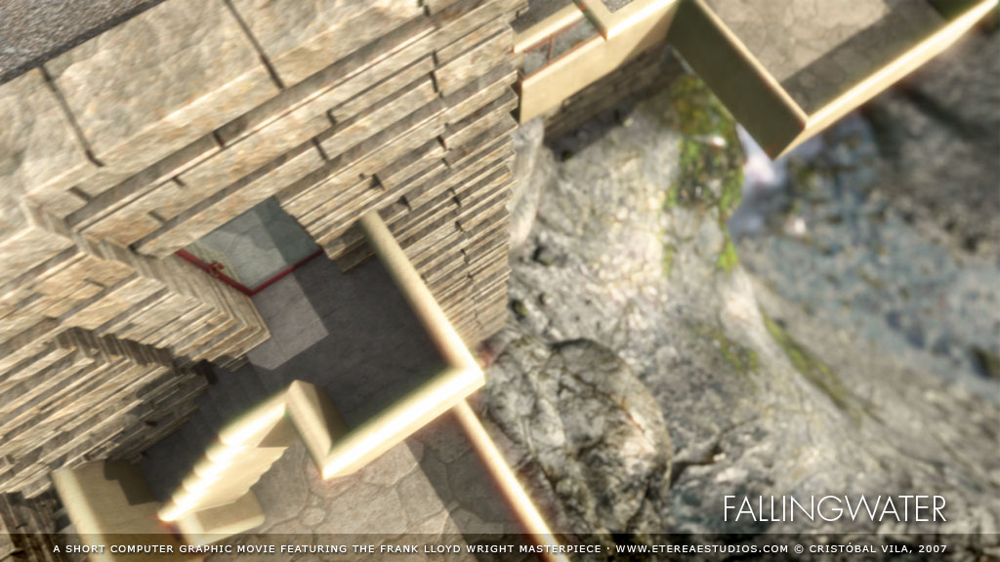 FALLINGWATER
A SHORT COMPUTER GRAPHIC MOVIE FEATURING THE FRANK LLOYD WRIGHT MASTERPIECE · WWW.ETEREAESTUDIOS.COM © CRISTÓBAL VILA, 2007